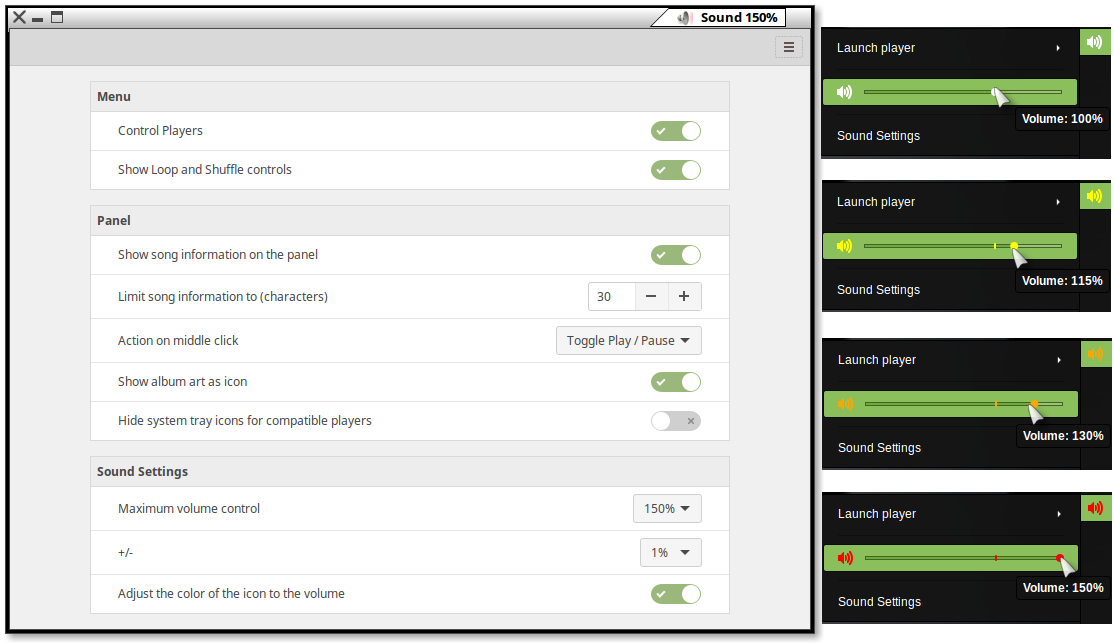 Sound 150%
Menu
Control Players
Show Loop and Shuffle controls
Panel
Show song information on the panel
Limit song information to (characters)
30
Action on middle click
Toggle Play / Pause
Show album art as icon
Hide system tray icons for compatible players
Sound Settings
Maximum volume control
150%
+/-
1%
Adjust the color of the icon to the volume
Launch player
Volume: 100%
Sound Settings
Launch player
Volume: 115%
Sound Settings
Launch player
Volume: 130%
Sound Settings
Launch player
Volume: 150%
Sound Settings